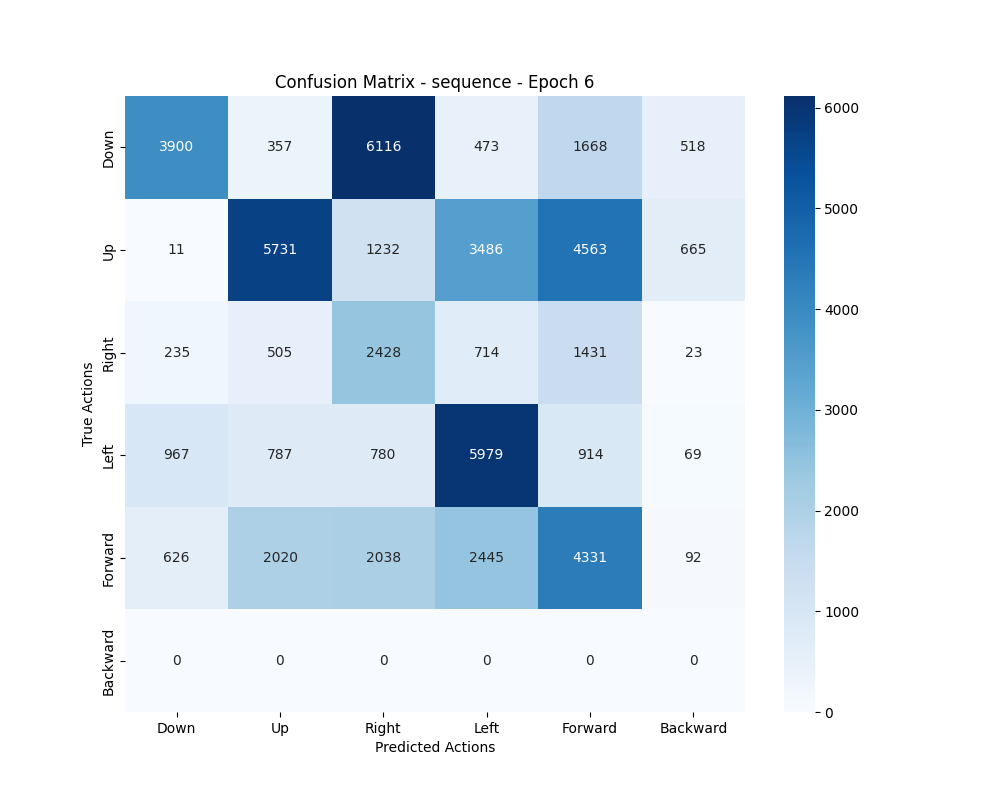 Confusion Matrix - sequence - Epoch 6
Down 3900 357 6116 473 1668 518
Up 11 5731 1232 3486 4563 665
Right 235 505 2428 714 1431 23
Left 967 787 780 5979 914 69
Forward 626 2020 2038 2445 4331 92
Backward 0 0 0 0 0 0
Down Up Right Left Forward Backward
Predicted Actions
True Actions
6000
5000
4000
3000
2000
1000
0